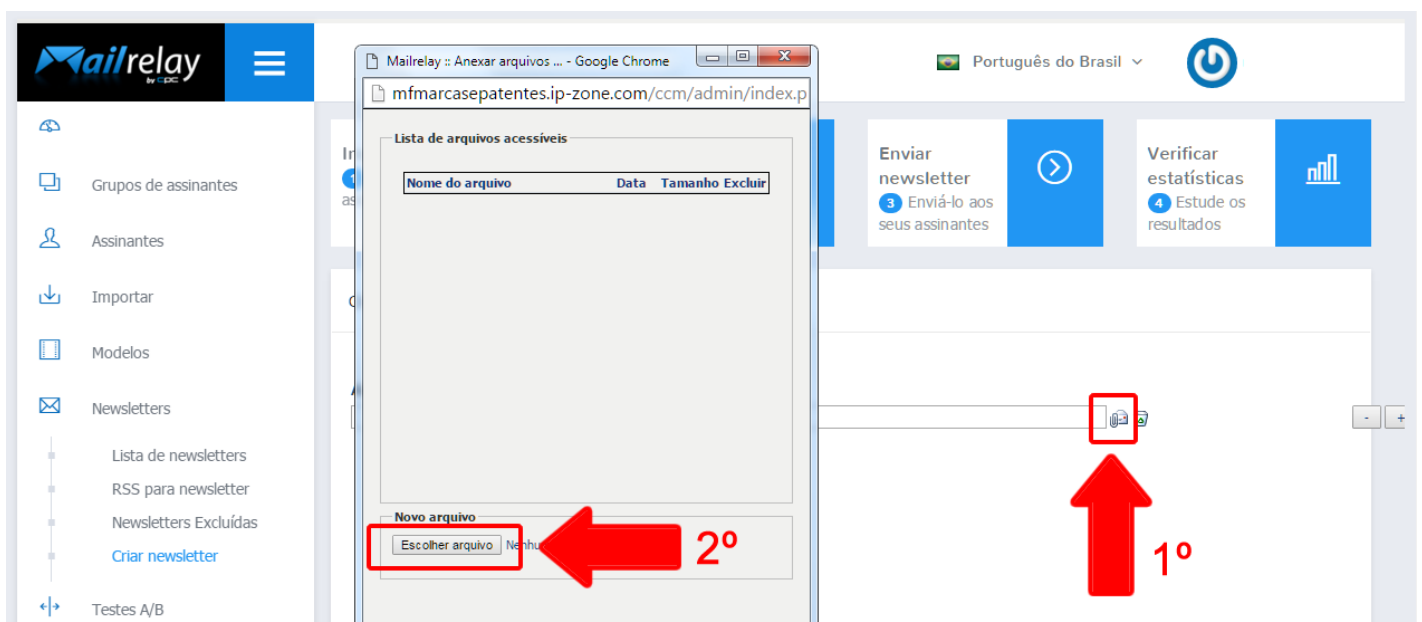 Mailrelay
by CPC
Mailrelay :: Anexar arquivos ... - Google Chrome
mfmarcasepatentes.ip-zone.com/ccm/admin/index.p
Português do Brasil
Grupos de assinantes
Assinantes
Importar
Modelos
Newsletters
Lista de newsletters
RSS para newsletter
Newsletters Excluídas
Criar newsletter
Testes A/B
Lista de arquivos acessíveis
Nome do arquivo Data Tamanho Excluir
Novo arquivo
Escolher arquivo
2º
Enviar
newsletter
3 Enviá-lo aos
seus assinantes
Verificar
estatísticas
4 Estude os
resultados
- +
1º